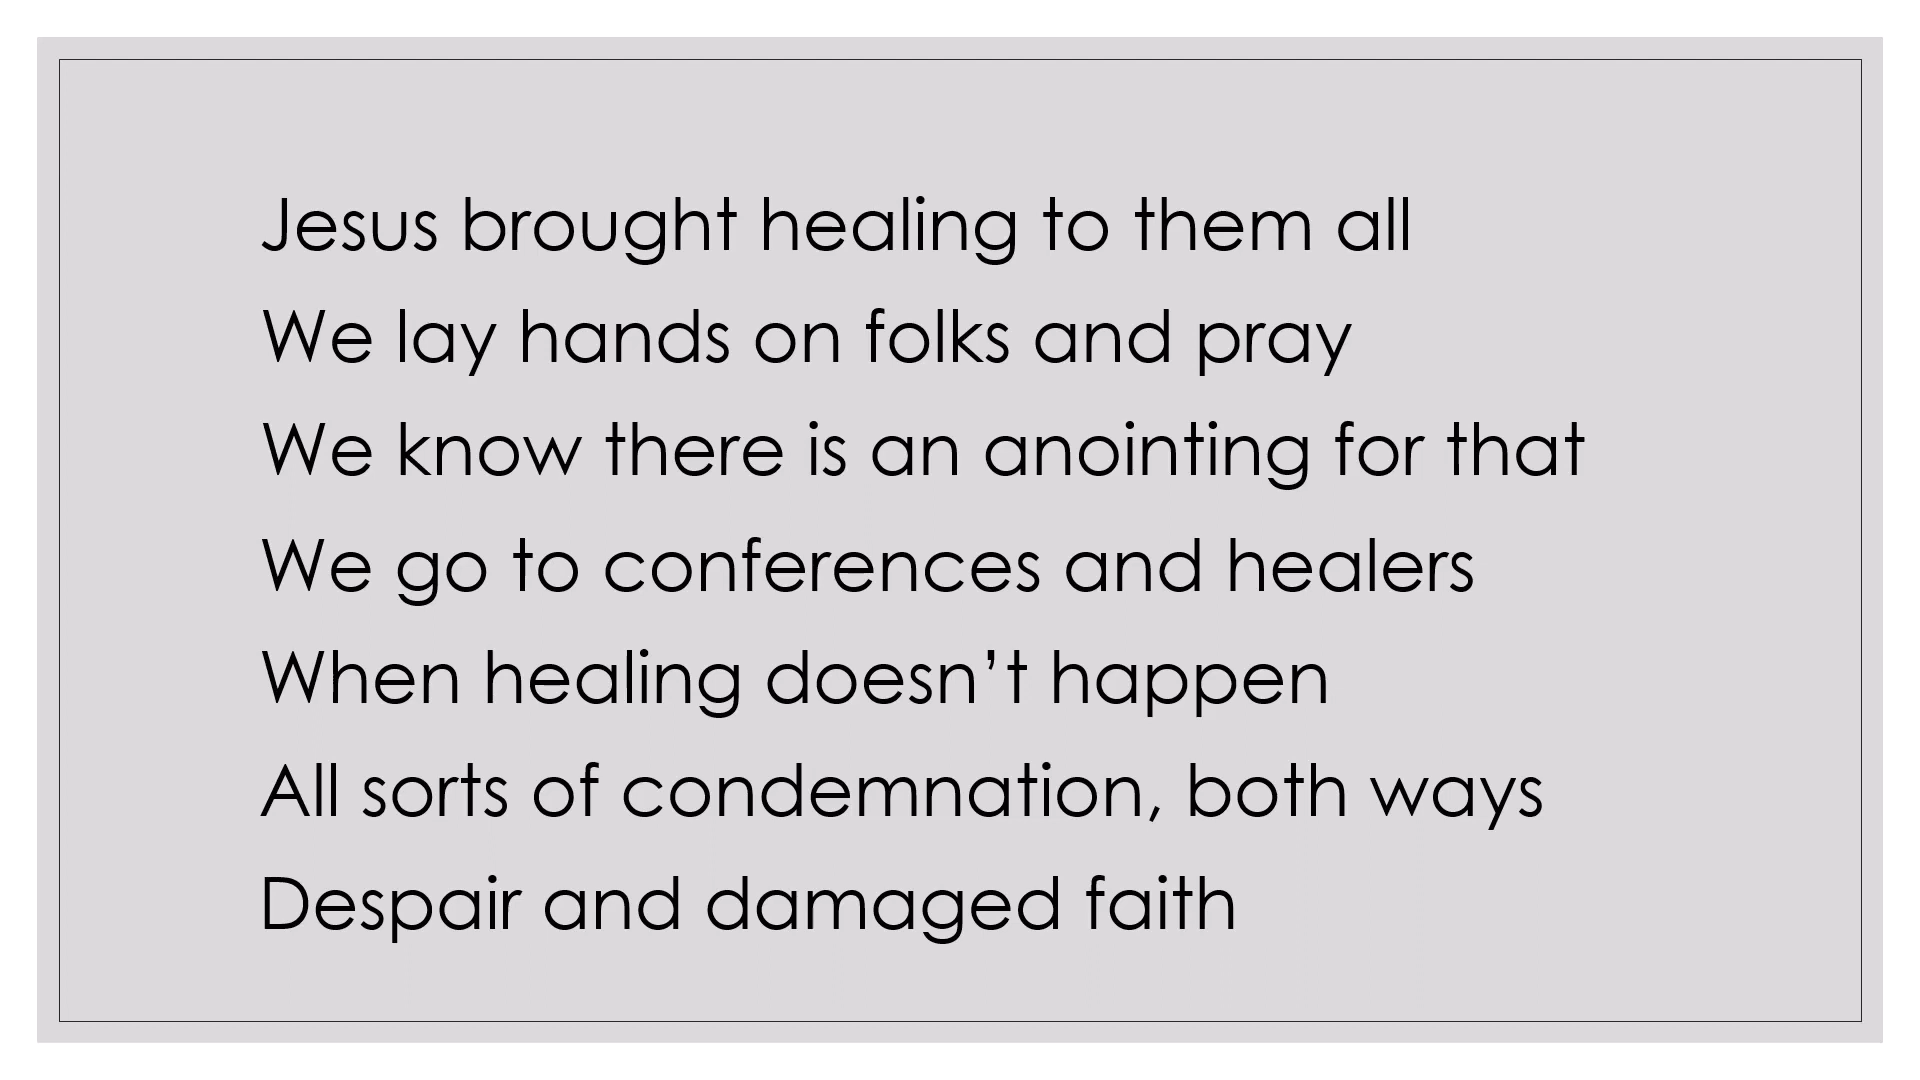 Jesus brought healing to them all
We lay hands on folks and pray
We know there is an anointing for that
We go to conferences and healers
When healing doesn’t happen
All sorts of condemnation, both ways
Despair and damaged faith